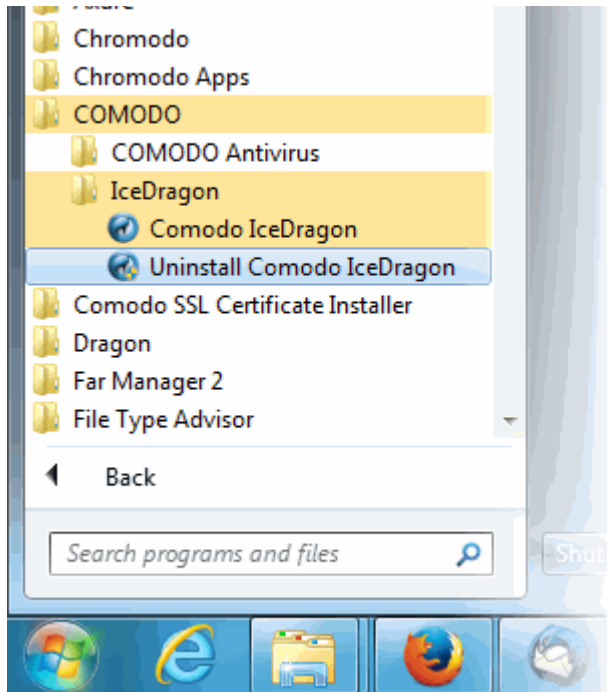 Chromodo
Chromodo Apps
COMODO
COMODO Antivirus
IceDragon
Comodo IceDragon
Uninstall Comodo IceDragon
Comodo SSL Certificate Installer
Dragon
Far Manager 2
File Type Advisor
Back
Search programs and files
Shut